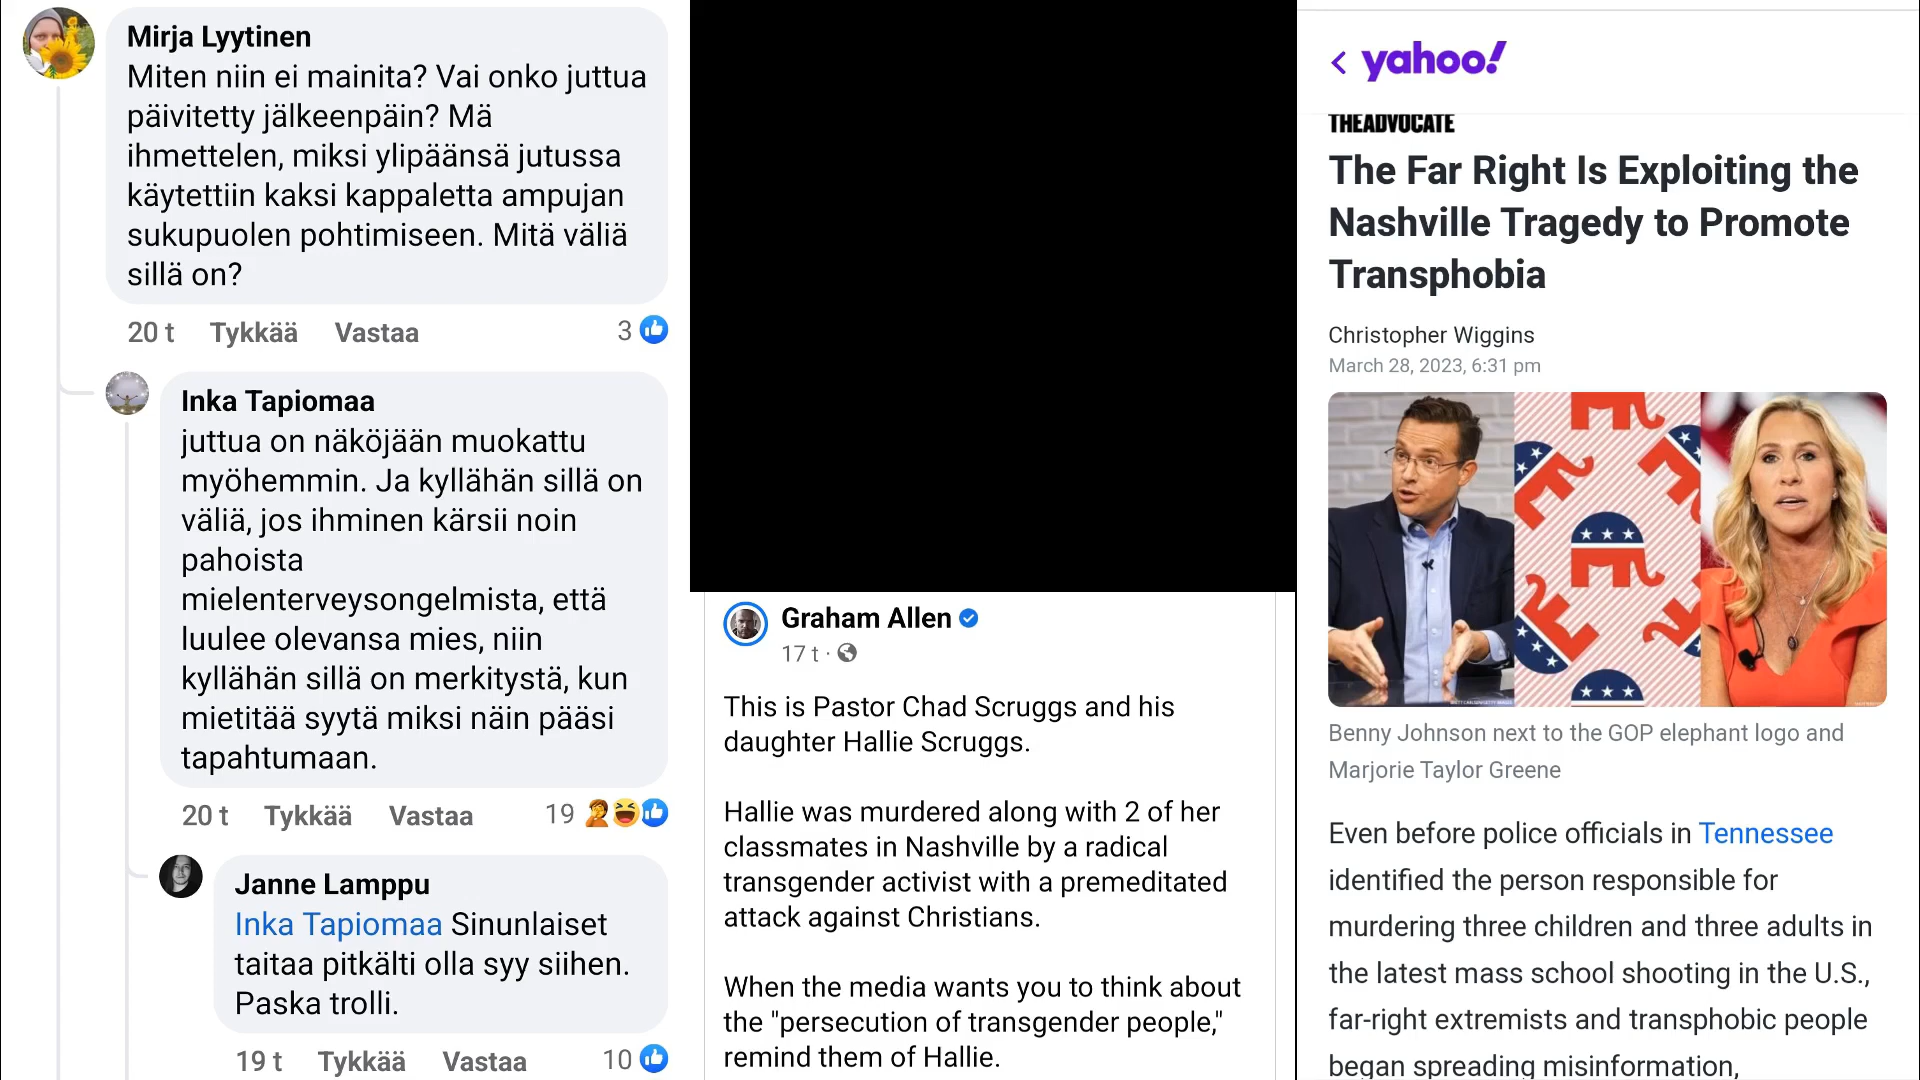 Mirja Lyytinen
Miten niin ei mainita? Vai onko juttua
päivitetty jälkeenpäin? Mä
ihmettelen, miksi ylipäänsä jutussa
käytettiin kaksi kappaletta ampujan
sukupuolen pohtimiseen. Mitä väliä
sillä on?
20 t Tykkää Vastaa 3
Inka Tapiomaa
juttua on näköjään muokattu
myöhemmin. Ja kyllähän sillä on
väliä, jos ihminen kärsii noin
pahoista
mielenterveysongelmista, että
luulee olevansa mies, niin
kyllähän sillä on merkitystä, kun
mietitää syytä miksi näin pääsi
tapahtumaan.
20 t Tykkää Vastaa 19
Janne Lamppu
Inka Tapiomaa Sinunlaiset
taitaa pitkälti olla syy siihen.
Paska trolli.
19 t Tykkää Vastaa 10
Graham Allen
17 t ·
This is Pastor Chad Scruggs and his
daughter Hallie Scruggs.
Hallie was murdered along with 2 of her
classmates in Nashville by a radical
transgender activist with a premeditated
attack against Christians.
When the media wants you to think about
the "persecution of transgender people,"
remind them of Hallie.
yahoo!
THEADVOCATE
The Far Right Is Exploiting the
Nashville Tragedy to Promote
Transphobia
Christopher Wiggins
March 28, 2023, 6:31 pm
Benny Johnson next to the GOP elephant logo and
Marjorie Taylor Greene
Even before police officials in Tennessee
identified the person responsible for
murdering three children and three adults in
the latest mass school shooting in the U.S.,
far-right extremists and transphobic people
began spreading misinformation,